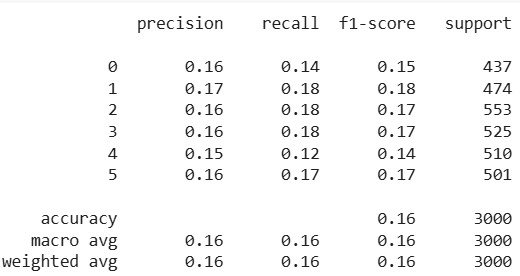 precision recall f1-score support
0 0.16 0.14 0.15 437
1 0.17 0.18 0.18 474
2 0.16 0.18 0.17 553
3 0.16 0.18 0.17 525
4 0.15 0.12 0.14 510
5 0.16 0.17 0.17 501
accuracy 0.16 3000
macro avg 0.16 0.16 0.16 3000
weighted avg 0.16 0.16 0.16 3000